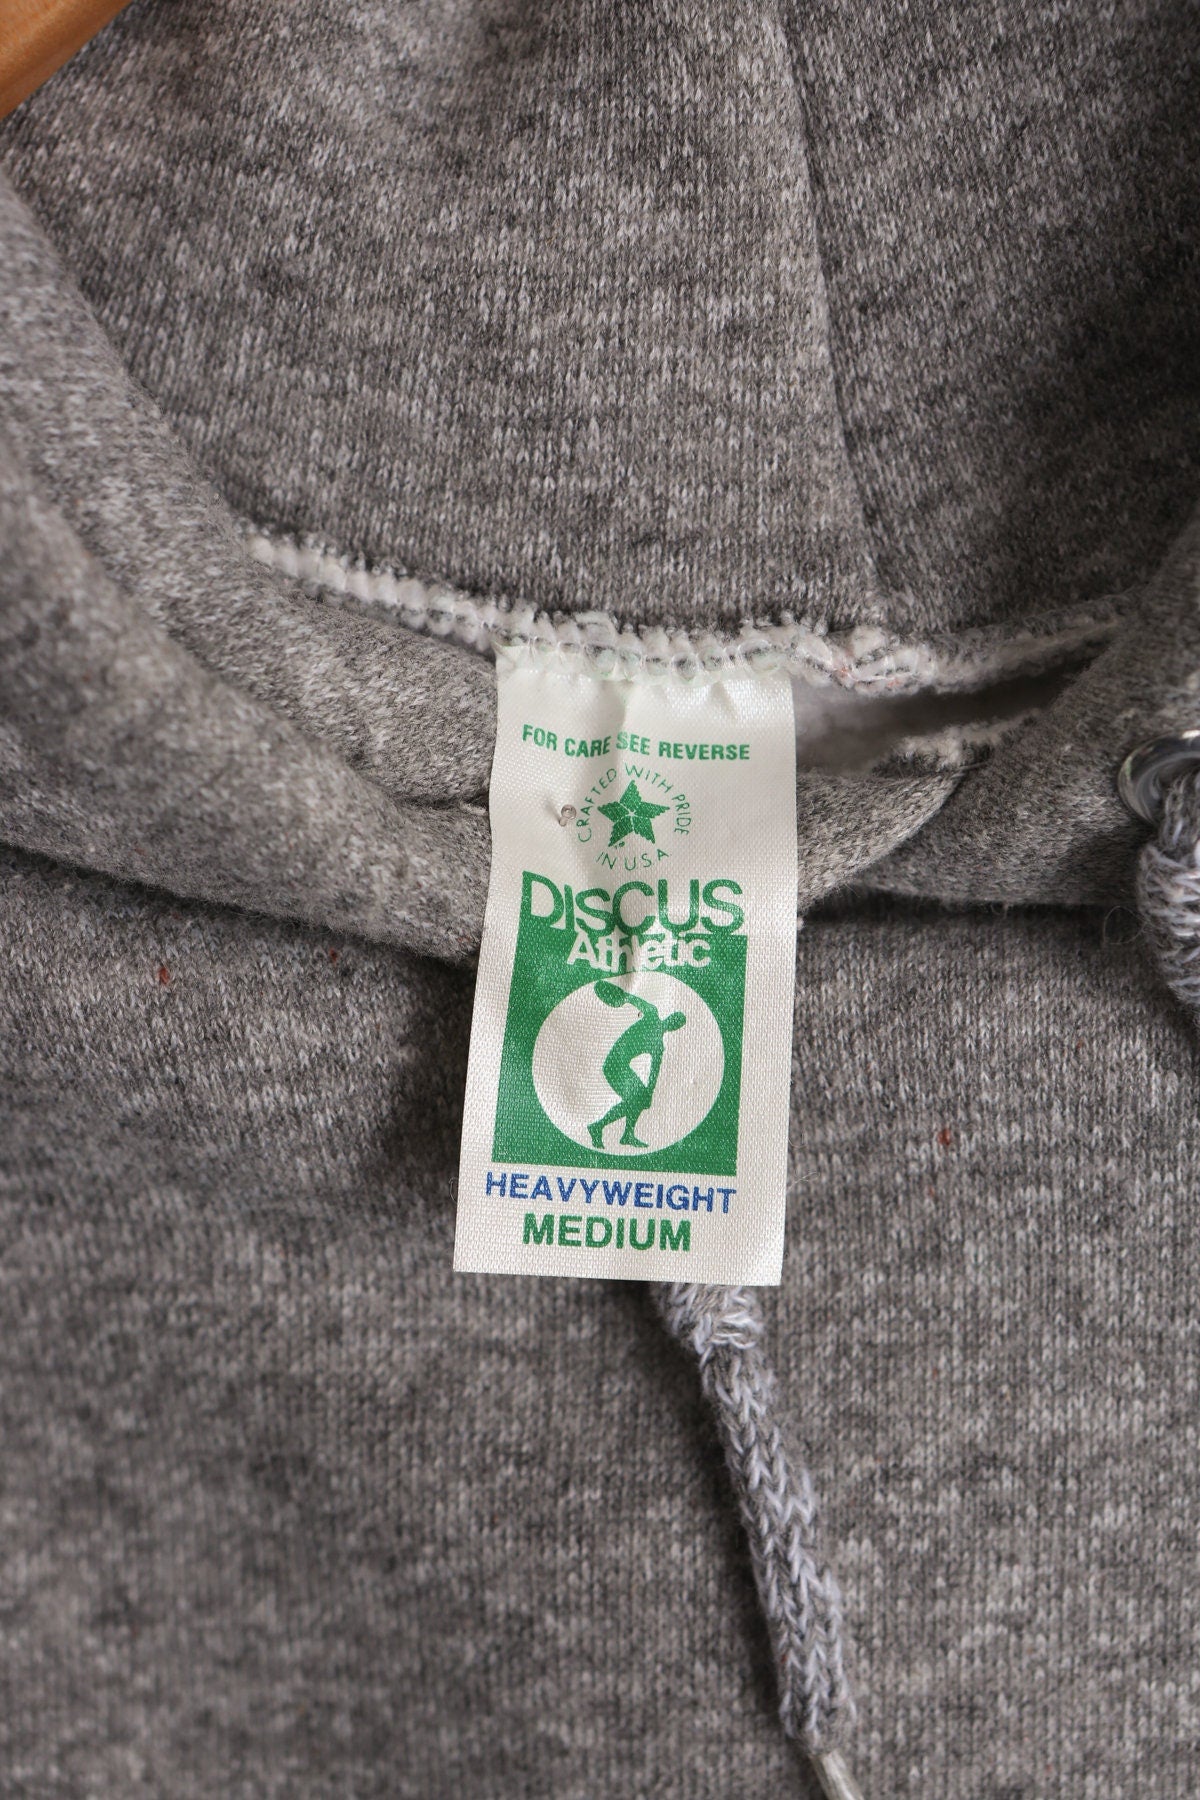 FOR CARE SEE REVERSE
CRAFTED WITH PRIDE
IN USA
DISCUS
Athletic
HEAVYWEIGHT
MEDIUM